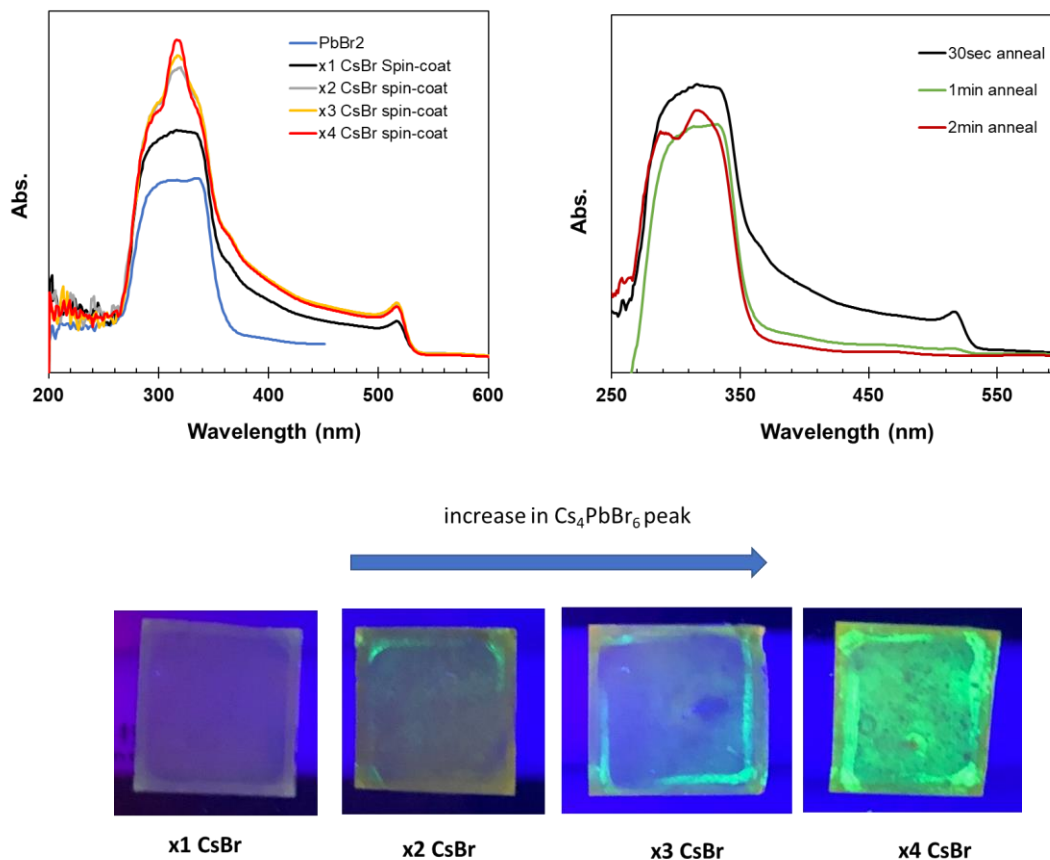 PbBr2
x1 CsBr Spin-coat
x2 CsBr spin-coat
x3 CsBr spin-coat
x4 CsBr spin-coat
Abs.
200 300 400 500 600
Wavelength (nm)
30sec anneal
1min anneal
2min anneal
Abs.
250 350 450 550
Wavelength (nm)
increase in Cs₄PbBr₆ peak
x1 CsBr
x2 CsBr
x3 CsBr
x4 CsBr